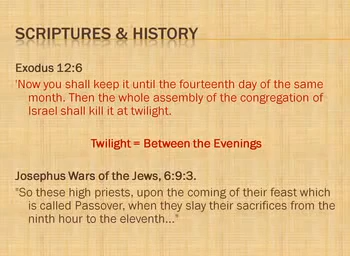 SCRIPTURES & HISTORY
Exodus 12:6
'Now you shall keep it until the fourteenth day of the same
month. Then the whole assembly of the congregation of
Israel shall kill it at twilight.
Twilight = Between the Evenings
Josephus Wars of the Jews, 6:9:3.
"So these high priests, upon the coming of their feast which
is called Passover, when they slay their sacrifices from the
ninth hour to the eleventh..."